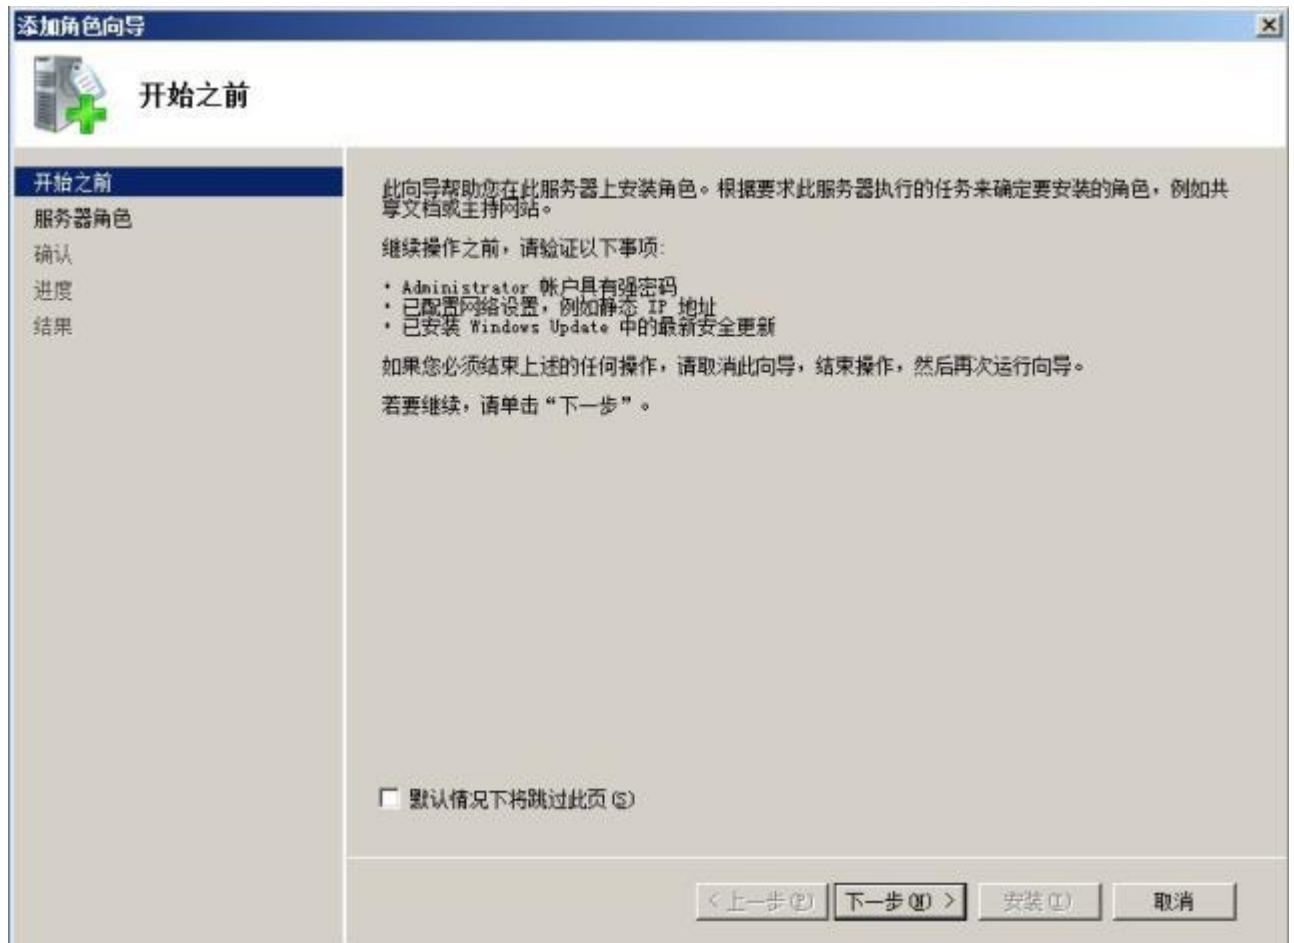 添加角色向导
开始之前
开始之前
服务器角色
确认
进度
结果
此向导帮助您在此服务器上安装角色。根据要求此服务器执行的任务来确定要安装的角色，例如共
享文档或主持网站。
继续操作之前，请验证以下事项:
· Administrator 帐户具有强密码
· 已配置网络设置，例如静态 IP 地址
· 已安装 Windows Update 中的最新安全更新
如果您必须结束上述的任何操作，请取消此向导，结束操作，然后再次运行向导。
若要继续，请单击“下一步”。
默认情况下将跳过此页(S)
< 上一步(P) 下一步(N) > 安装(I) 取消